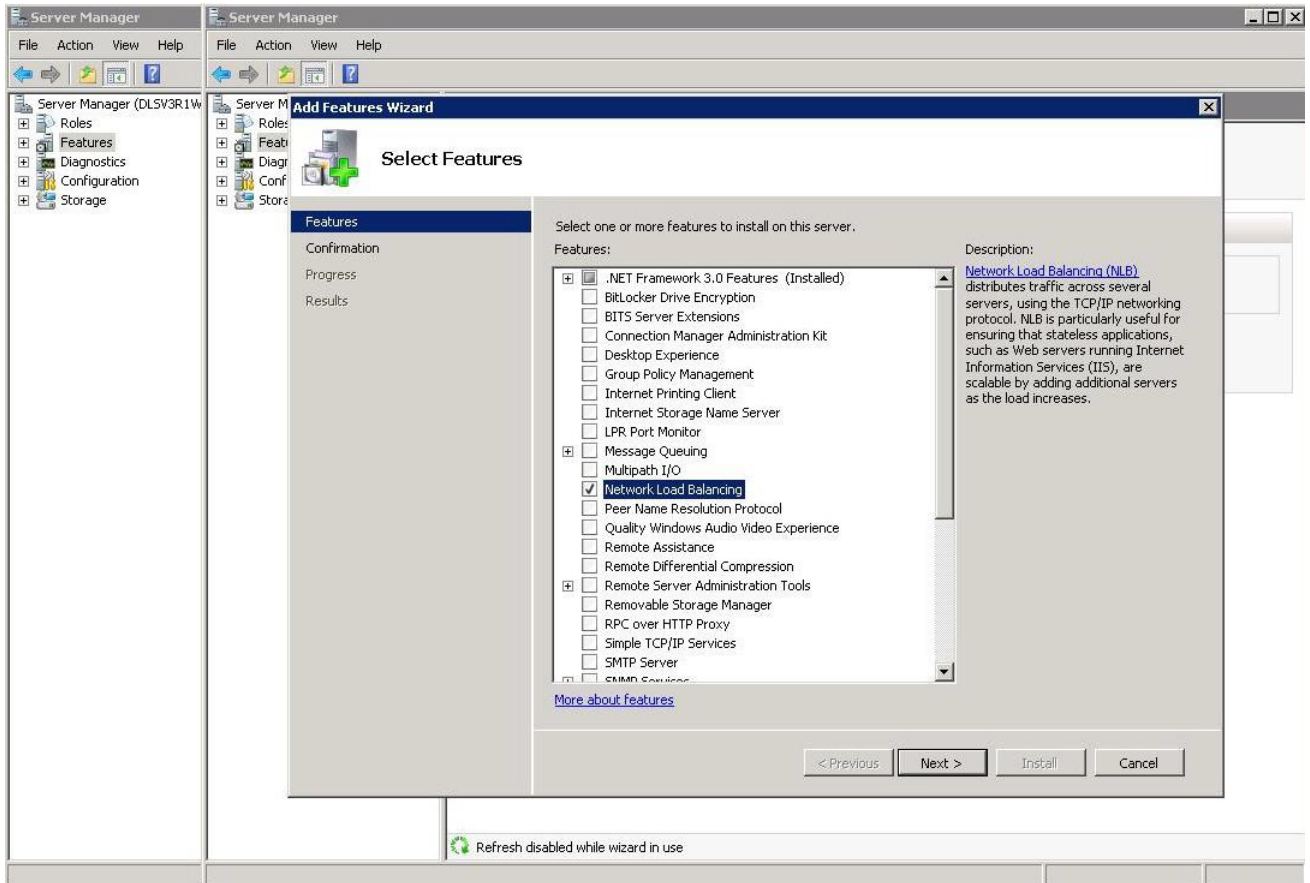 Server Manager
Server Manager
File Action View Help
File Action View Help
Server Manager (DLSV3R1W
Roles
Features
Diagnostics
Configuration
Storage
Server M
Roles
Feat
Diagr
Conf
Stora
Add Features Wizard
Select Features
Features
Confirmation
Progress
Results
Select one or more features to install on this server.
Features:
.NET Framework 3.0 Features (Installed)
BitLocker Drive Encryption
BITS Server Extensions
Connection Manager Administration Kit
Desktop Experience
Group Policy Management
Internet Printing Client
Internet Storage Name Server
LPR Port Monitor
Message Queuing
Multipath I/O
Network Load Balancing
Peer Name Resolution Protocol
Quality Windows Audio Video Experience
Remote Assistance
Remote Differential Compression
Remote Server Administration Tools
Removable Storage Manager
RPC over HTTP Proxy
Simple TCP/IP Services
SMTP Server
SNMP Services
More about features
Description:
Network Load Balancing (NLB)
distributes traffic across several
servers, using the TCP/IP networking
protocol. NLB is particularly useful for
ensuring that stateless applications,
such as Web servers running Internet
Information Services (IIS), are
scalable by adding additional servers
as the load increases.
< Previous Next > Install Cancel
Refresh disabled while wizard in use